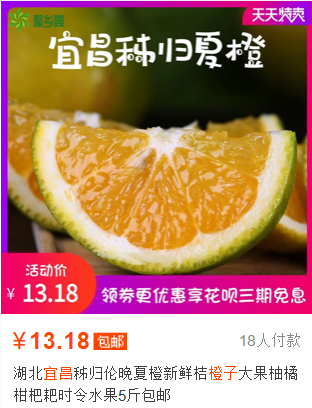 聚乡园
天天特卖
宜昌秭归夏橙
活动价
¥ 13.18
领券更优惠享花呗三期免息
¥13.18 包邮
18人付款
湖北宜昌秭归伦晚夏橙新鲜桔橙子大果柚橘
柑粑耙时令水果5斤包邮